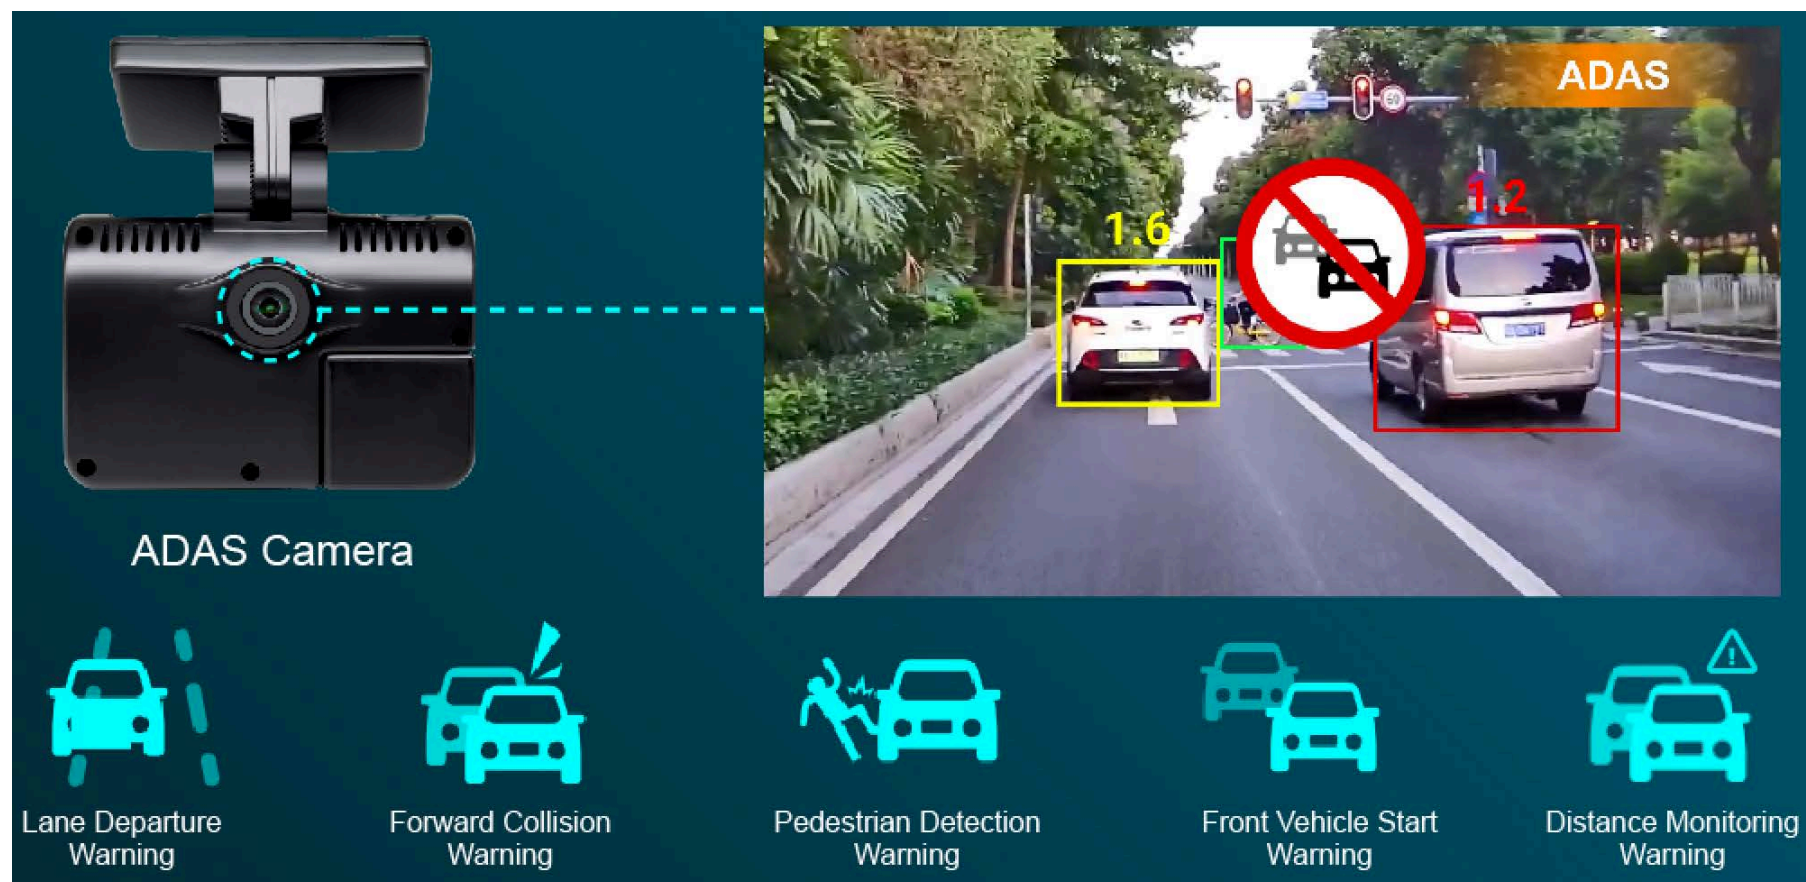 ADAS
60
1.2
1.6
ADAS Camera
Lane Departure
Warning
Forward Collision
Warning
Pedestrian Detection
Warning
Front Vehicle Start
Warning
Distance Monitoring
Warning